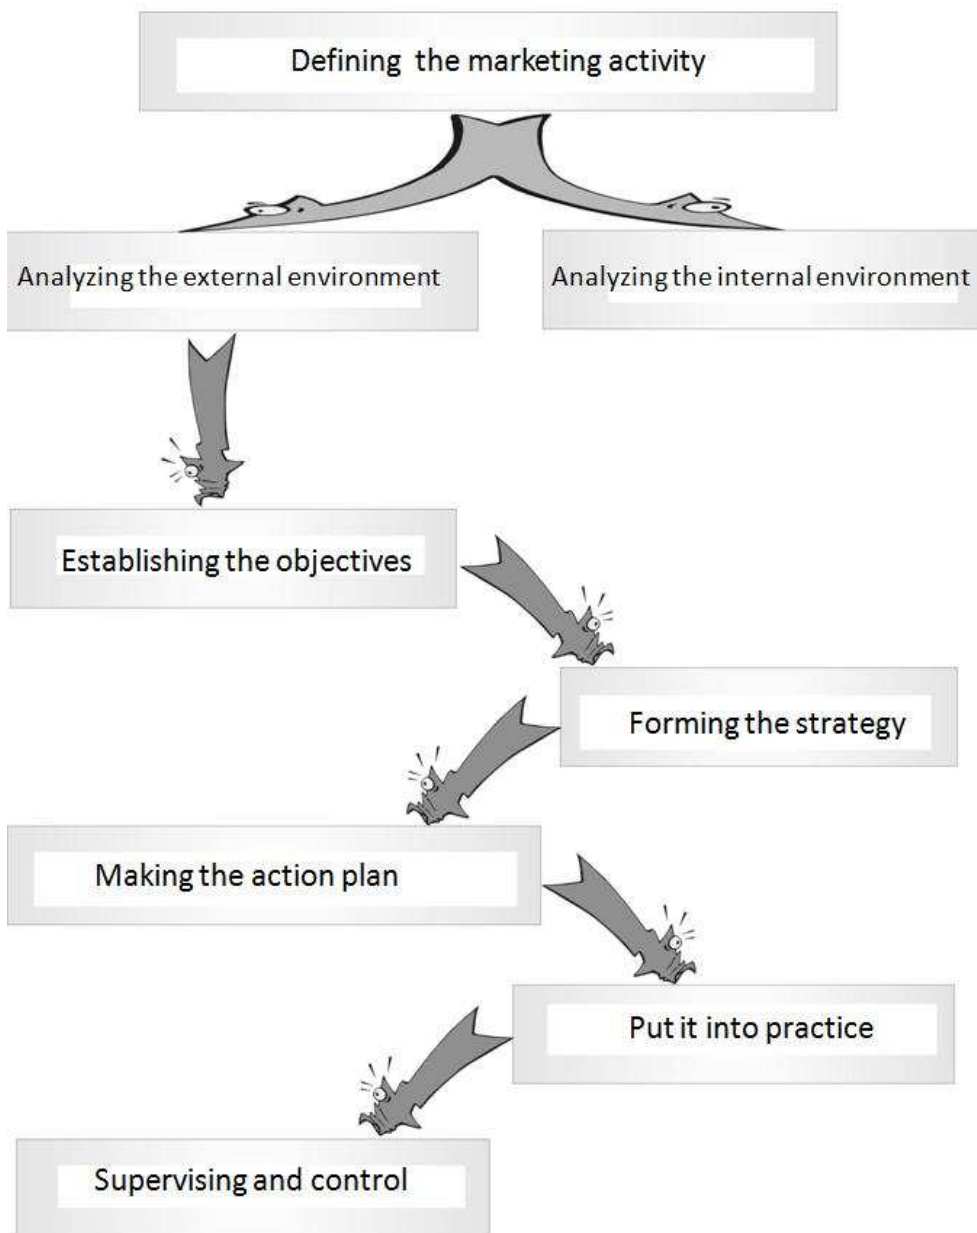 Defining the marketing activity
Analyzing the external environment
Analyzing the internal environment
Establishing the objectives
Forming the strategy
Making the action plan
Put it into practice
Supervising and control